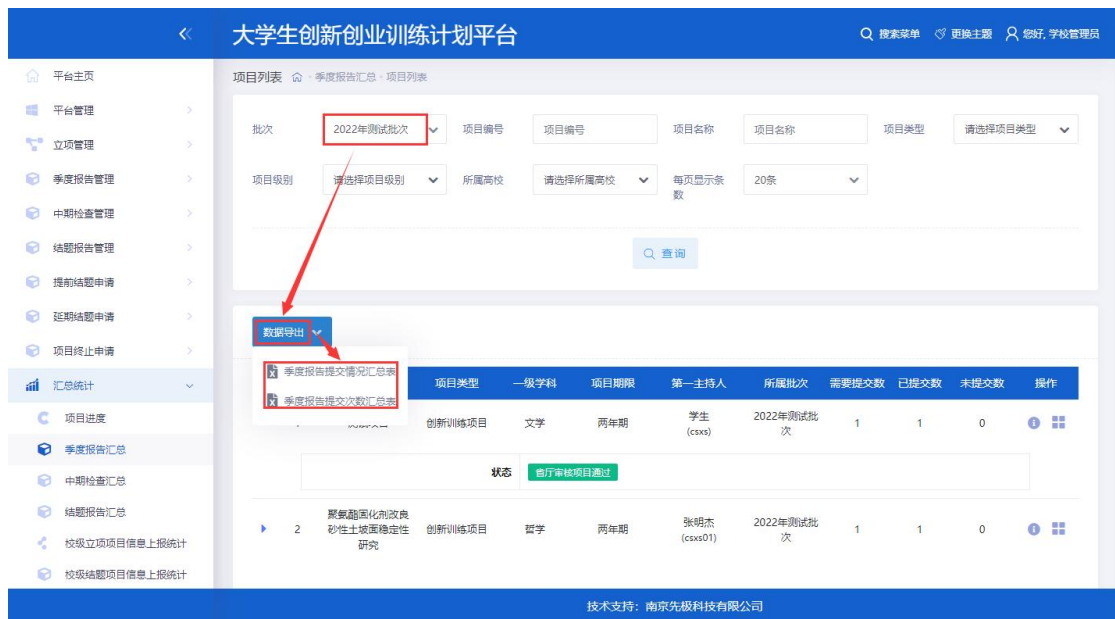 大学生创新创业训练计划平台
搜索菜单 更换主题 您好, 学校管理员
平台主页
平台管理
立项管理
季度报告管理
中期检查管理
结题报告管理
提前结题申请
延期结题申请
项目终止申请
汇总统计
项目进度
季度报告汇总
中期检查汇总
结题报告汇总
校级立项项目信息上报统计
校级结题项目信息上报统计
项目列表 季度报告汇总 · 项目列表
批次 2022年测试批次 项目编号 项目编号 项目名称 项目名称 项目类型 请选择项目类型
项目级别 请选择项目级别 所属高校 请选择所属高校 每页显示条数 20条
查询
数据导出
季度报告提交情况汇总表
季度报告提交次数汇总表
项目类型 一级学科 项目期限 第一主持人 所属批次 需要提交数 已提交数 未提交数 操作
创新训练项目 文学 两年期 学生 (csxs) 2022年测试批次 1 1 0
状态 省厅审核项目通过
2 聚氨酯固化剂改良砂性土坡面稳定性研究 创新训练项目 哲学 两年期 张明杰 (csxs01) 2022年测试批次 1 1 0
技术支持：南京先极科技有限公司